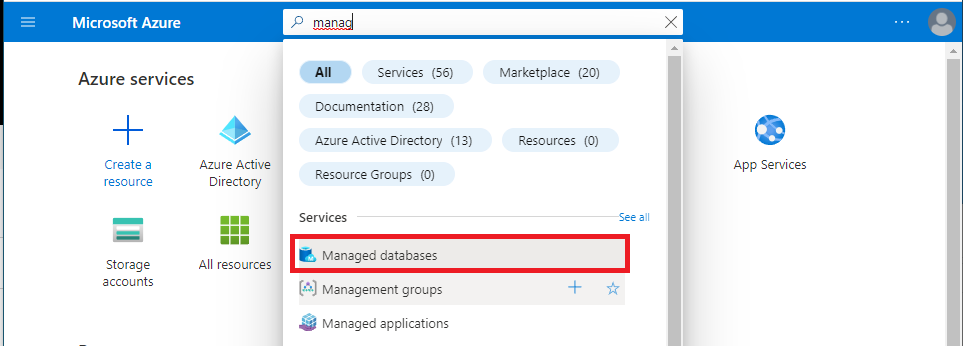 Microsoft Azure
manag
All
Services (56)
Marketplace (20)
Documentation (28)
Azure Active Directory (13)
Resources (0)
Resource Groups (0)
Services
See all
Managed databases
Management groups
Managed applications
Azure services
Create a
resource
Azure Active
Directory
App Services
Storage
accounts
All resources